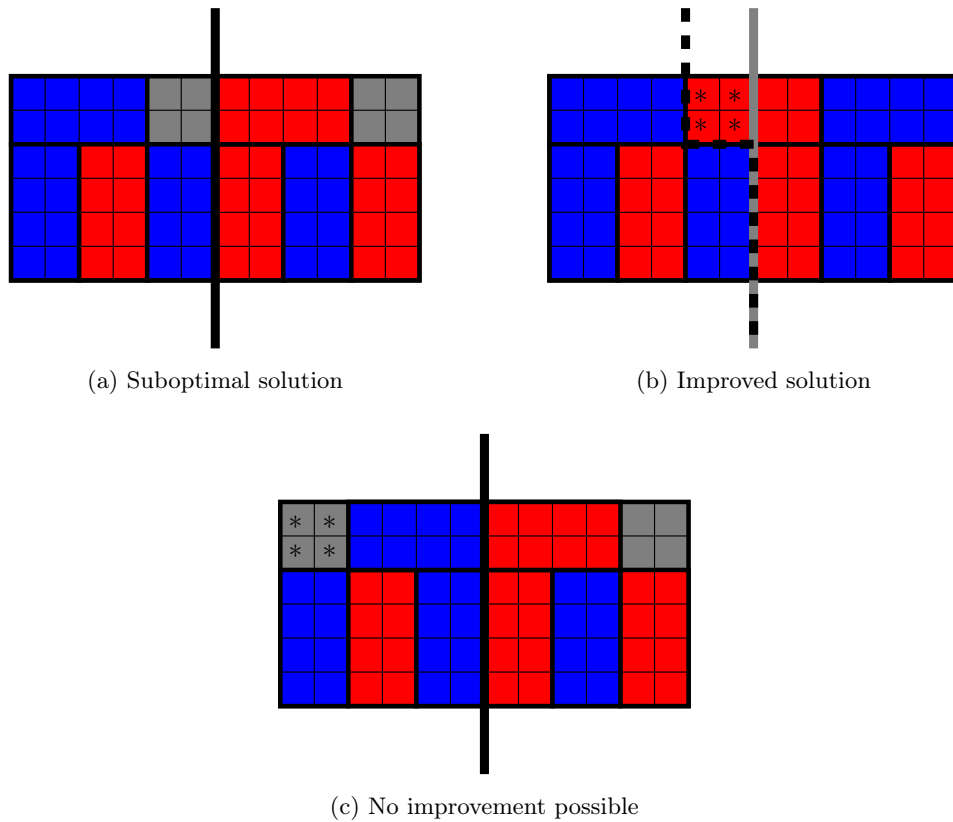 ∗ ∗
∗ ∗
(a) Suboptimal solution
(b) Improved solution
∗ ∗
∗ ∗
(c) No improvement possible